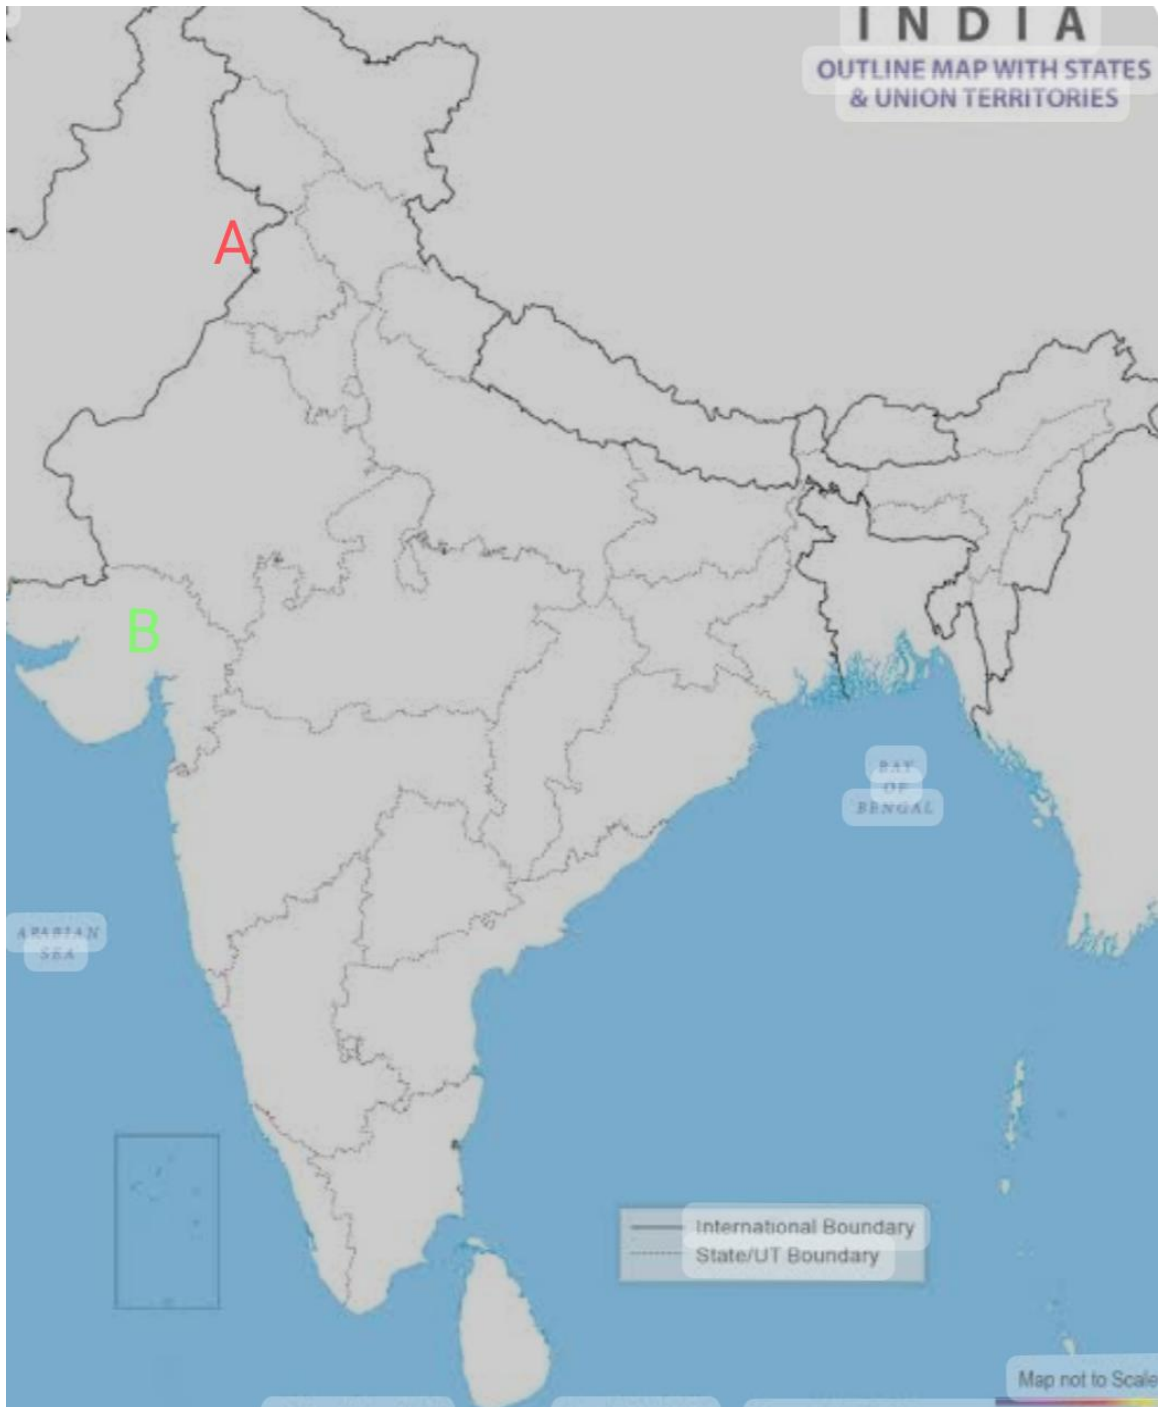 INDIA
OUTLINE MAP WITH STATES
& UNION TERRITORIES
A
B
BAY
OF
BENGAL
ARABIAN
SEA
International Boundary
State/UT Boundary
Map not to Scale